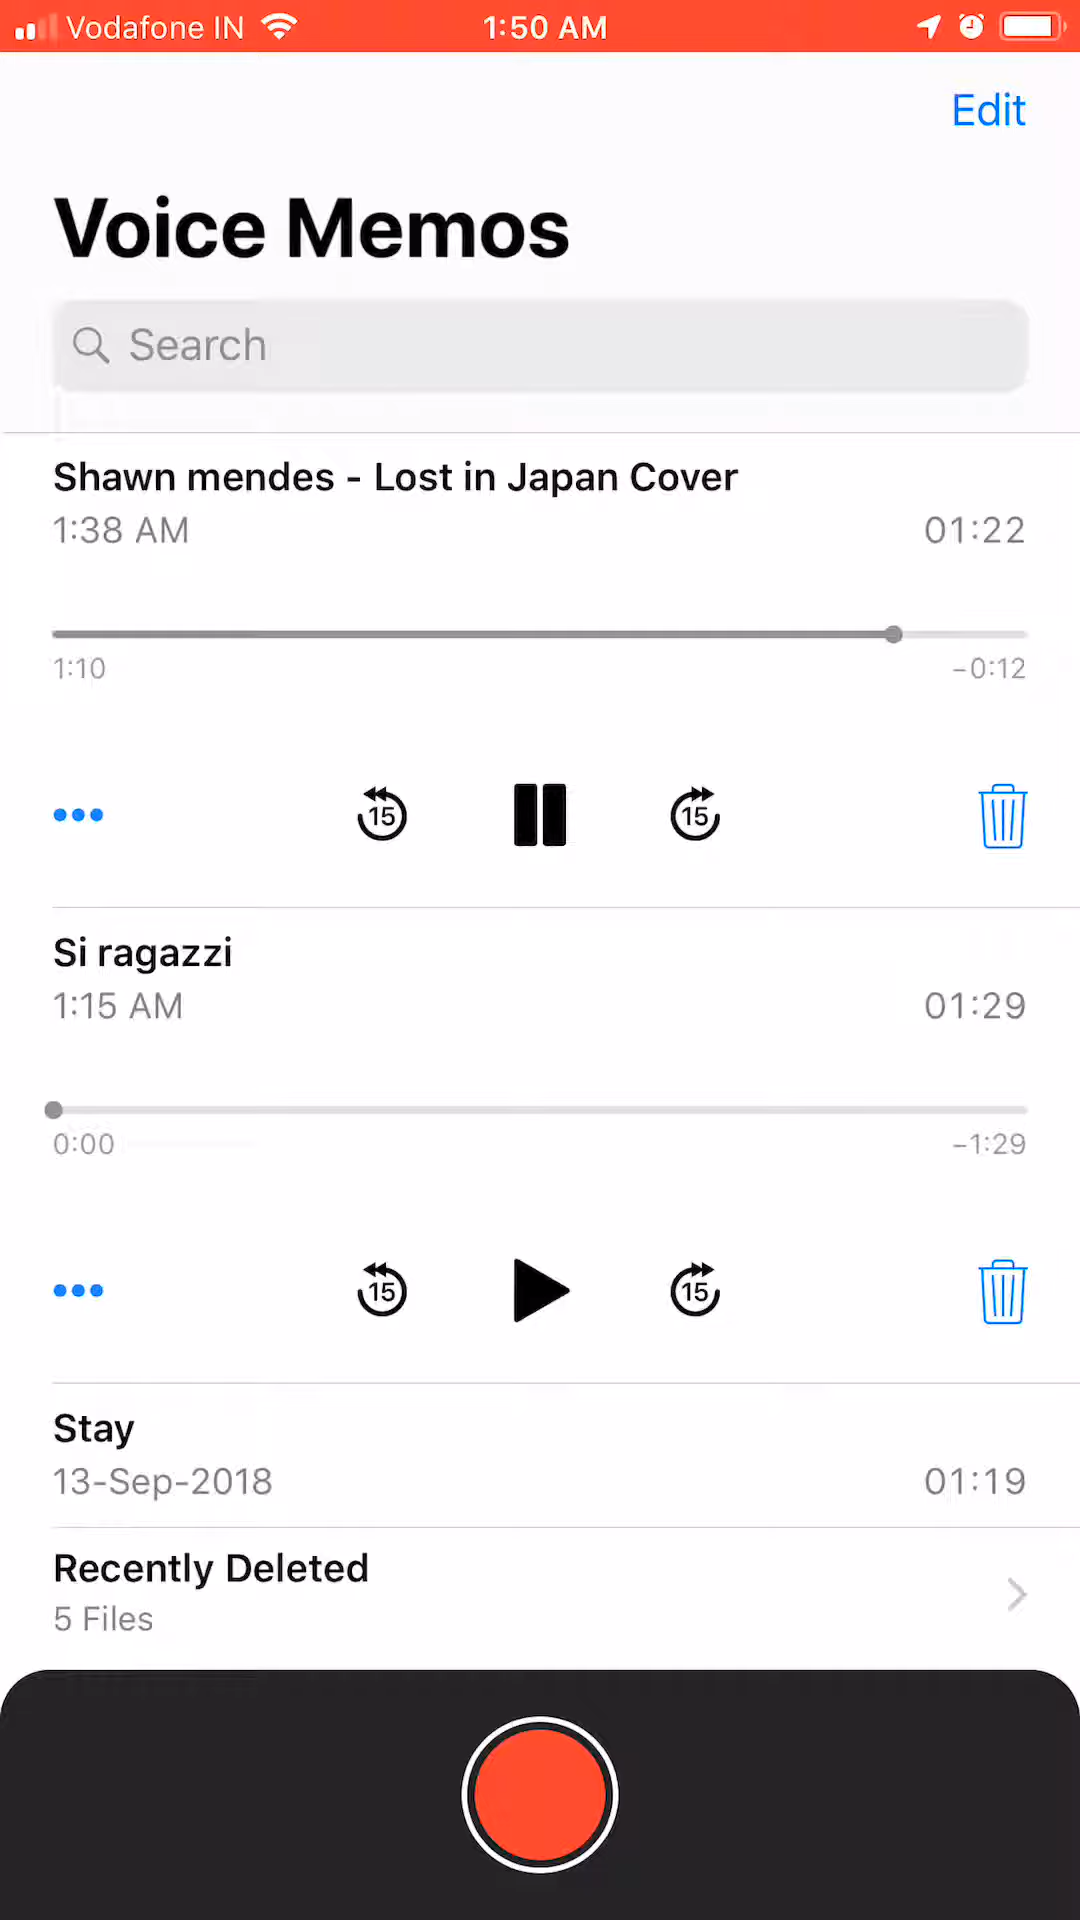 Vodafone IN 1:50 AM
Edit
Voice Memos
Search
Shawn mendes - Lost in Japan Cover
1:38 AM 01:22
1:10 −0:12
15 15
Si ragazzi
1:15 AM 01:29
0:00 −1:29
15 15
Stay
13-Sep-2018 01:19
Recently Deleted
5 Files